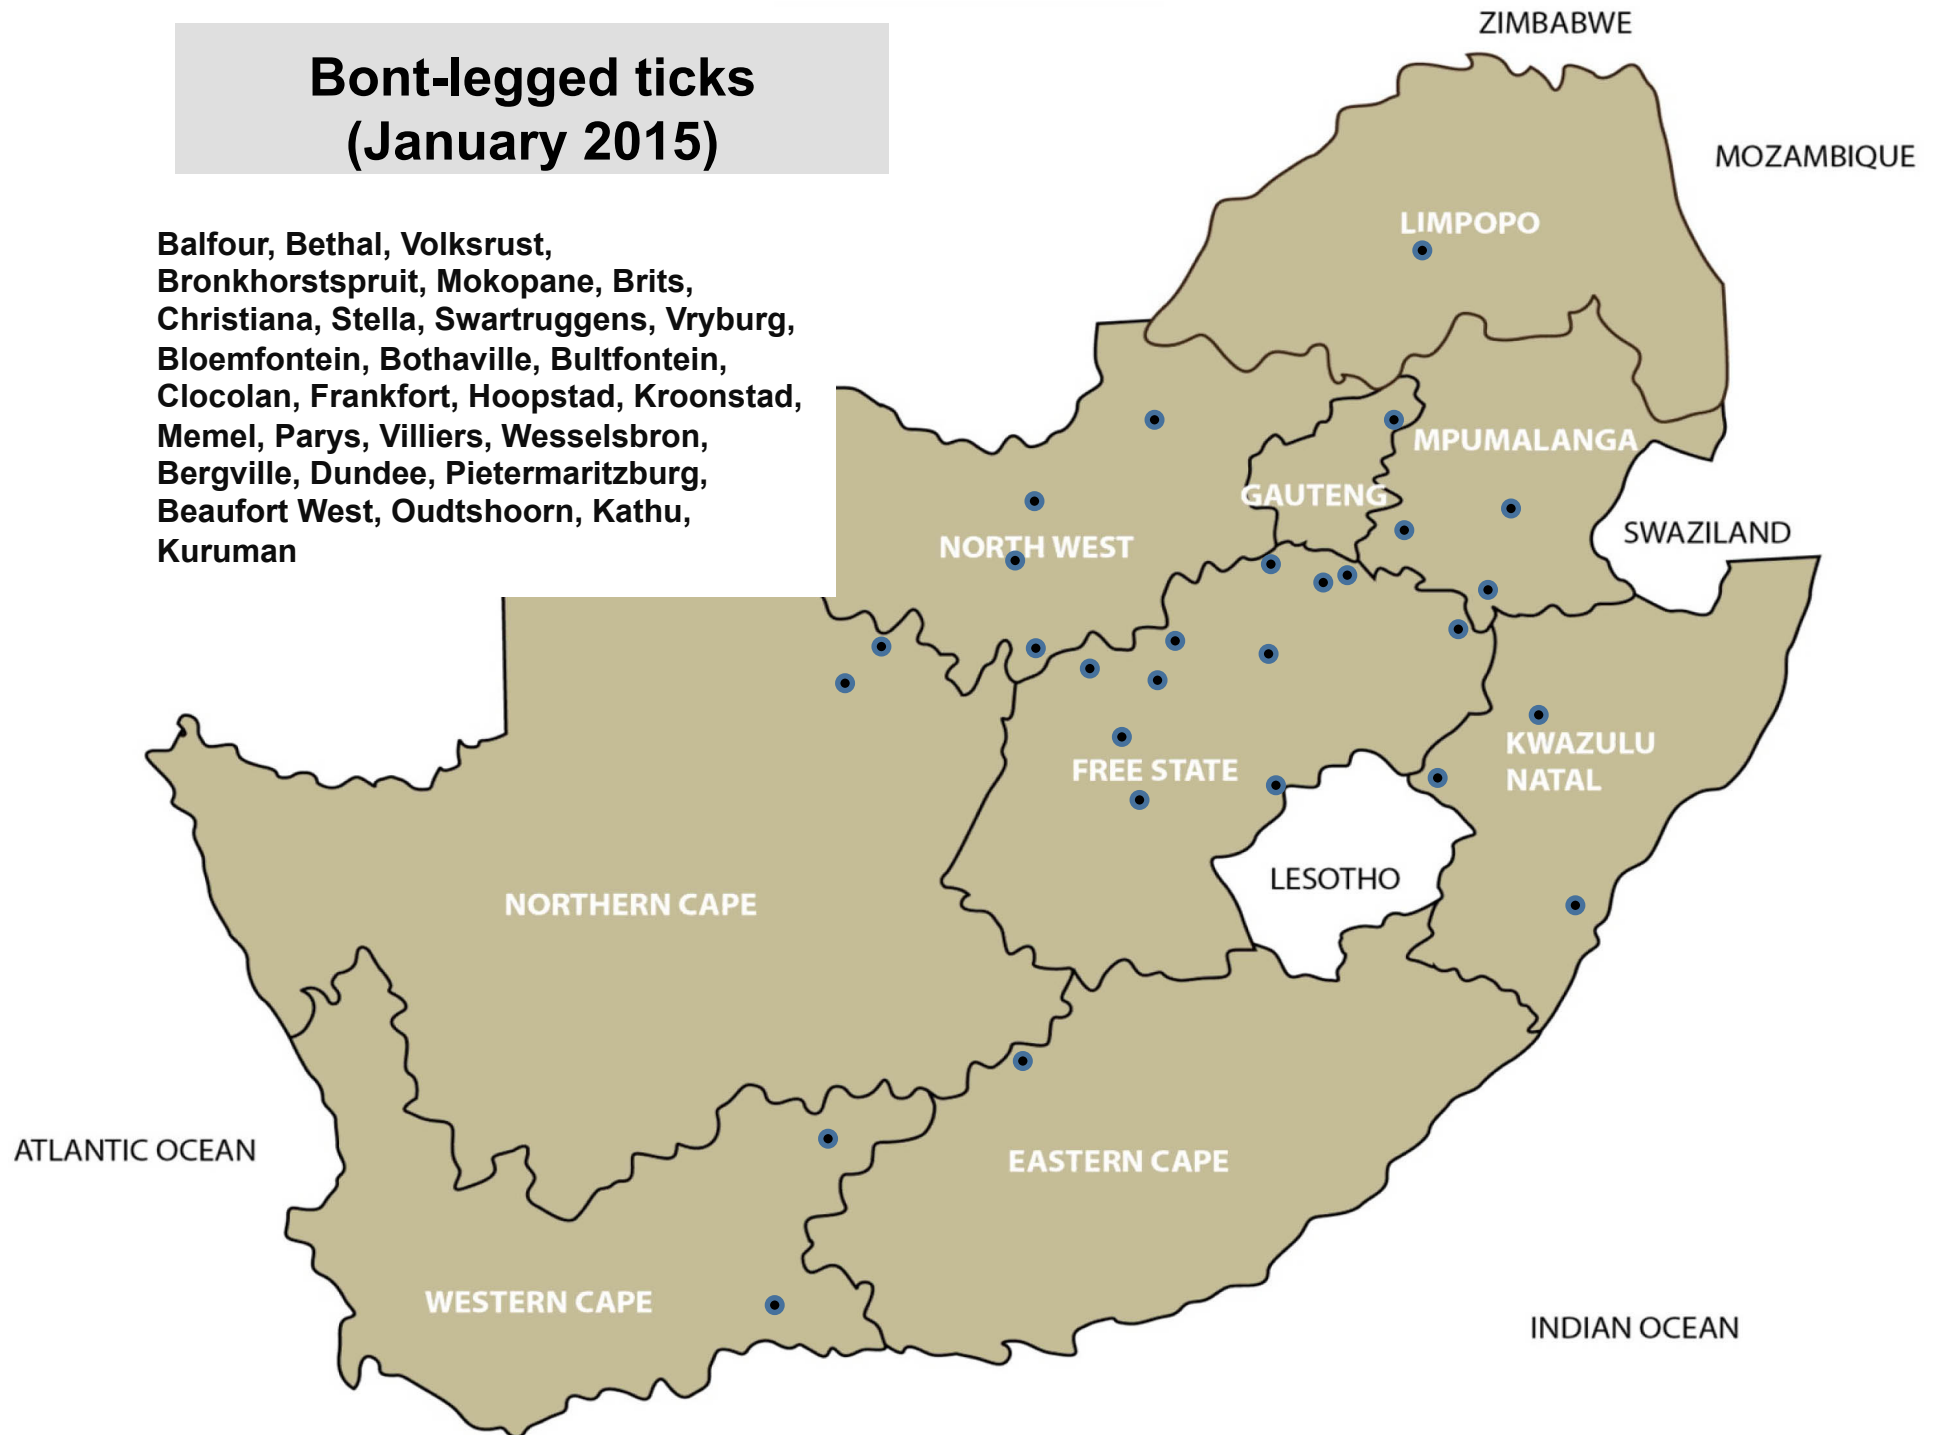 Bont-legged ticks
(January 2015)
Balfour, Bethal, Volksrust,
Bronkhorstspruit, Mokopane, Brits,
Christiana, Stella, Swartruggens, Vryburg,
Bloemfontein, Bothaville, Bultfontein,
Clocolan, Frankfort, Hoopstad, Kroonstad,
Memel, Parys, Villiers, Wesselsbron,
Bergville, Dundee, Pietermaritzburg,
Beaufort West, Oudtshoorn, Kathu,
Kuruman
ZIMBABWE
MOZAMBIQUE
LIMPOPO
MPUMALANGA
GAUTENG
SWAZILAND
NORTH WEST
KWAZULU
NATAL
FREE STATE
LESOTHO
NORTHERN CAPE
ATLANTIC OCEAN
EASTERN CAPE
WESTERN CAPE
INDIAN OCEAN